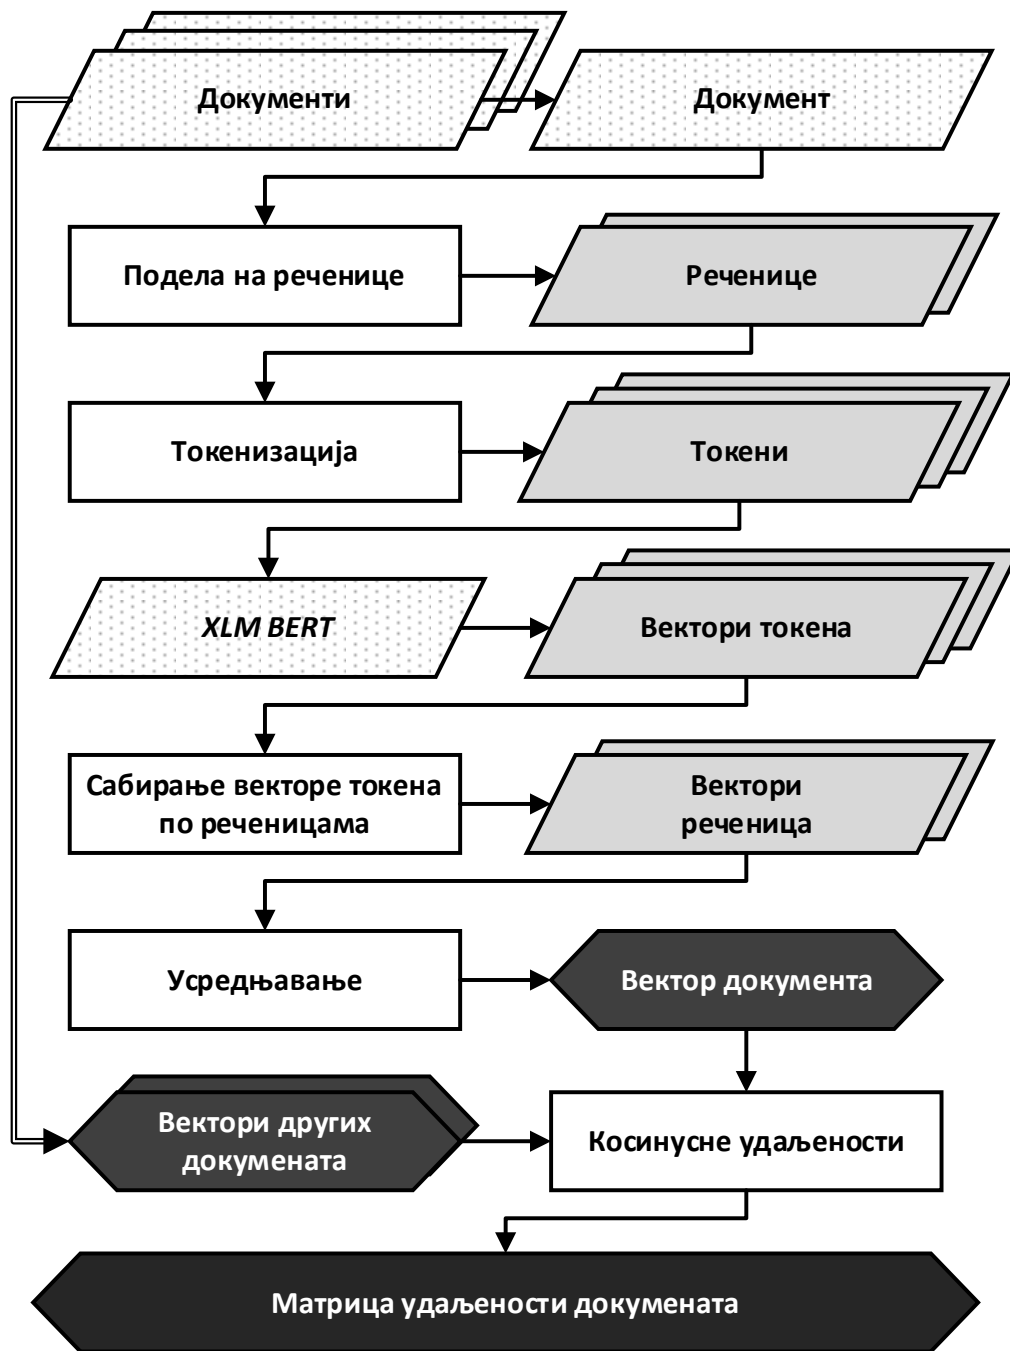 Документи
Документ
Подела на реченице
Реченице
Токенизација
Токени
XLM BERT
Вектори токена
Сабирање векторе токена
по реченицама
Вектори
реченица
Усредњавање
Вектор документа
Вектори других
докумената
Косинусне удаљености
Матрица удаљености докумената